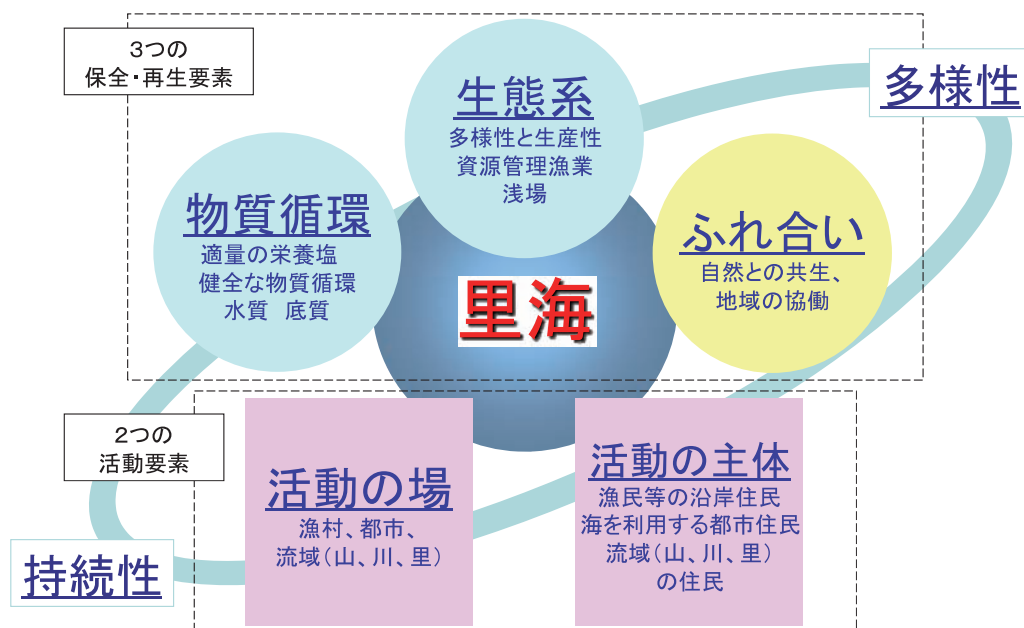 3つの
保全・再生要素
生態系
多様性と生産性
資源管理漁業
浅場
多様性
物質循環
適量の栄養塩
健全な物質循環
水質 底質
ふれ合い
自然との共生、
地域の協働
里海
2つの
活動要素
活動の場
漁村、都市、
流域(山、川、里)
活動の主体
漁民等の沿岸住民
海を利用する都市住民
流域(山、川、里)
の住民
持続性